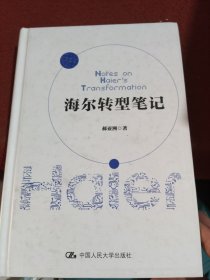 Notes on
Haier's
Transformation
海尔转型笔记
郝亚洲◎著
Haier
中国人民大学出版社